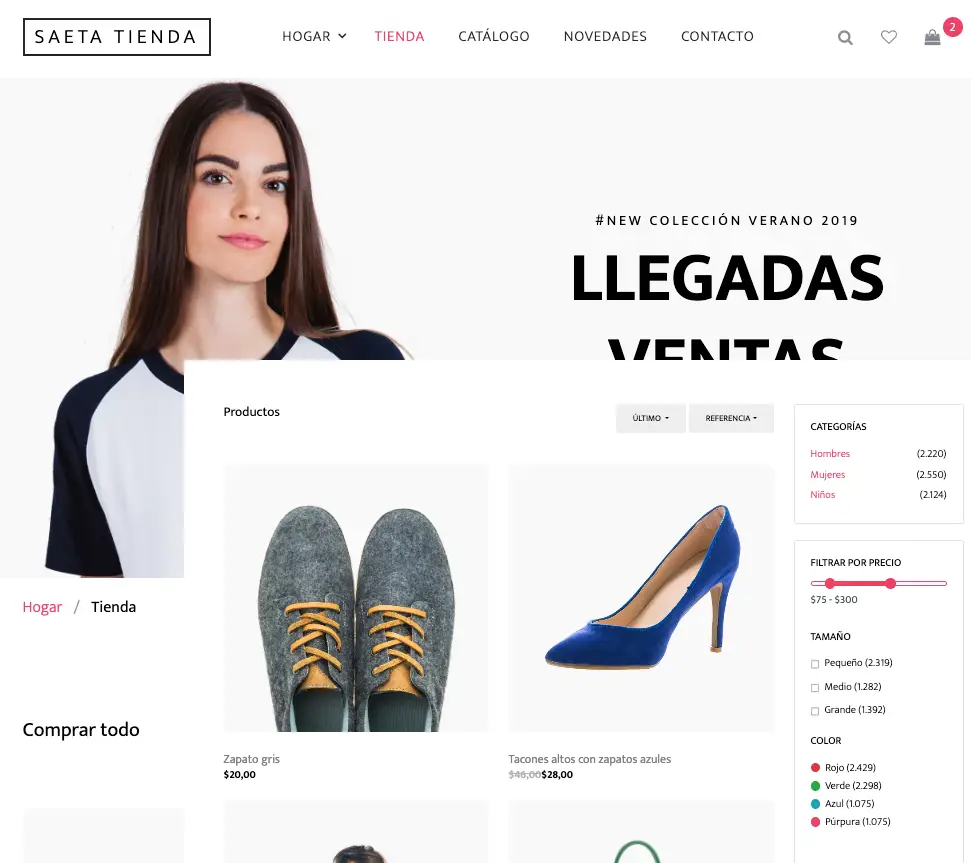 SAETA TIENDA
HOGAR
TIENDA
CATÁLOGO
NOVEDADES
CONTACTO
2
#NEW COLECCIÓN VERANO 2019
LLEGADAS
VENTAS
Hogar / Tienda
Comprar todo
Productos
ÚLTIMO
REFERENCIA
Zapato gris
$20,00
Tacones altos con zapatos azules
$46,00$28,00
CATEGORÍAS
Hombres (2.220)
Mujeres (2.550)
Niños (2.124)
FILTRAR POR PRECIO
$75 - $300
TAMAÑO
Pequeño (2.319)
Medio (1.282)
Grande (1.392)
COLOR
Rojo (2.429)
Verde (2.298)
Azul (1.075)
Púrpura (1.075)